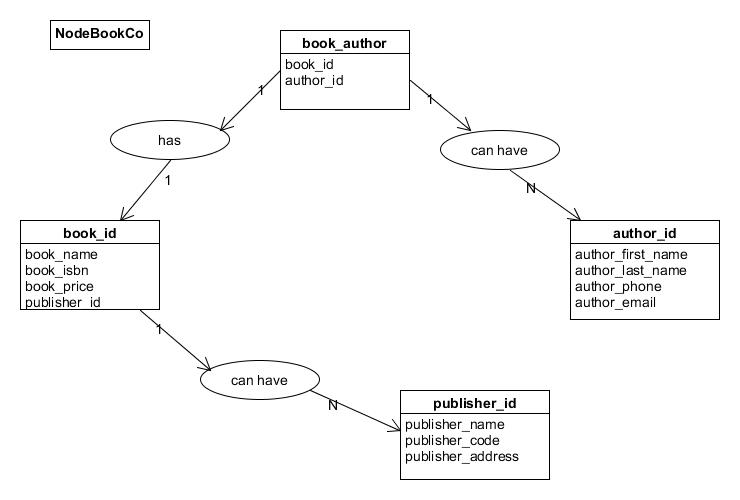 NodeBookCo
book_author
book_id
author_id
1
1
has
can have
1
N
book_id
book_name
book_isbn
book_price
publisher_id
author_id
author_first_name
author_last_name
author_phone
author_email
1
can have
N
publisher_id
publisher_name
publisher_code
publisher_address